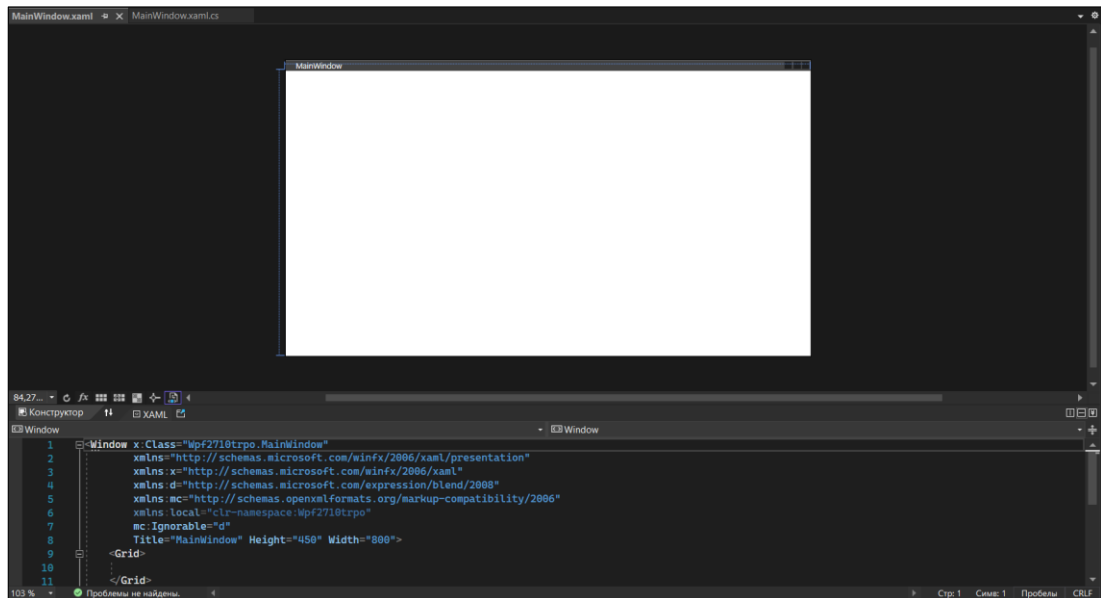 MainWindow.xaml MainWindow.xaml.cs
MainWindow
84,27...
fx
Конструктор XAML
Window Window
1 <Window x:Class="Wpf2710trpo.MainWindow"
2 xmlns="http://schemas.microsoft.com/winfx/2006/xaml/presentation"
3 xmlns:x="http://schemas.microsoft.com/winfx/2006/xaml"
4 xmlns:d="http://schemas.microsoft.com/expression/blend/2008"
5 xmlns:mc="http://schemas.openxmlformats.org/markup-compatibility/2006"
6 xmlns:local="clr-namespace:Wpf2710trpo"
7 mc:Ignorable="d"
8 Title="MainWindow" Height="450" Width="800">
9 <Grid>
10
11 </Grid>
103 % Проблемы не найдены. Стр: 1 Симв: 1 Пробелы CRLF